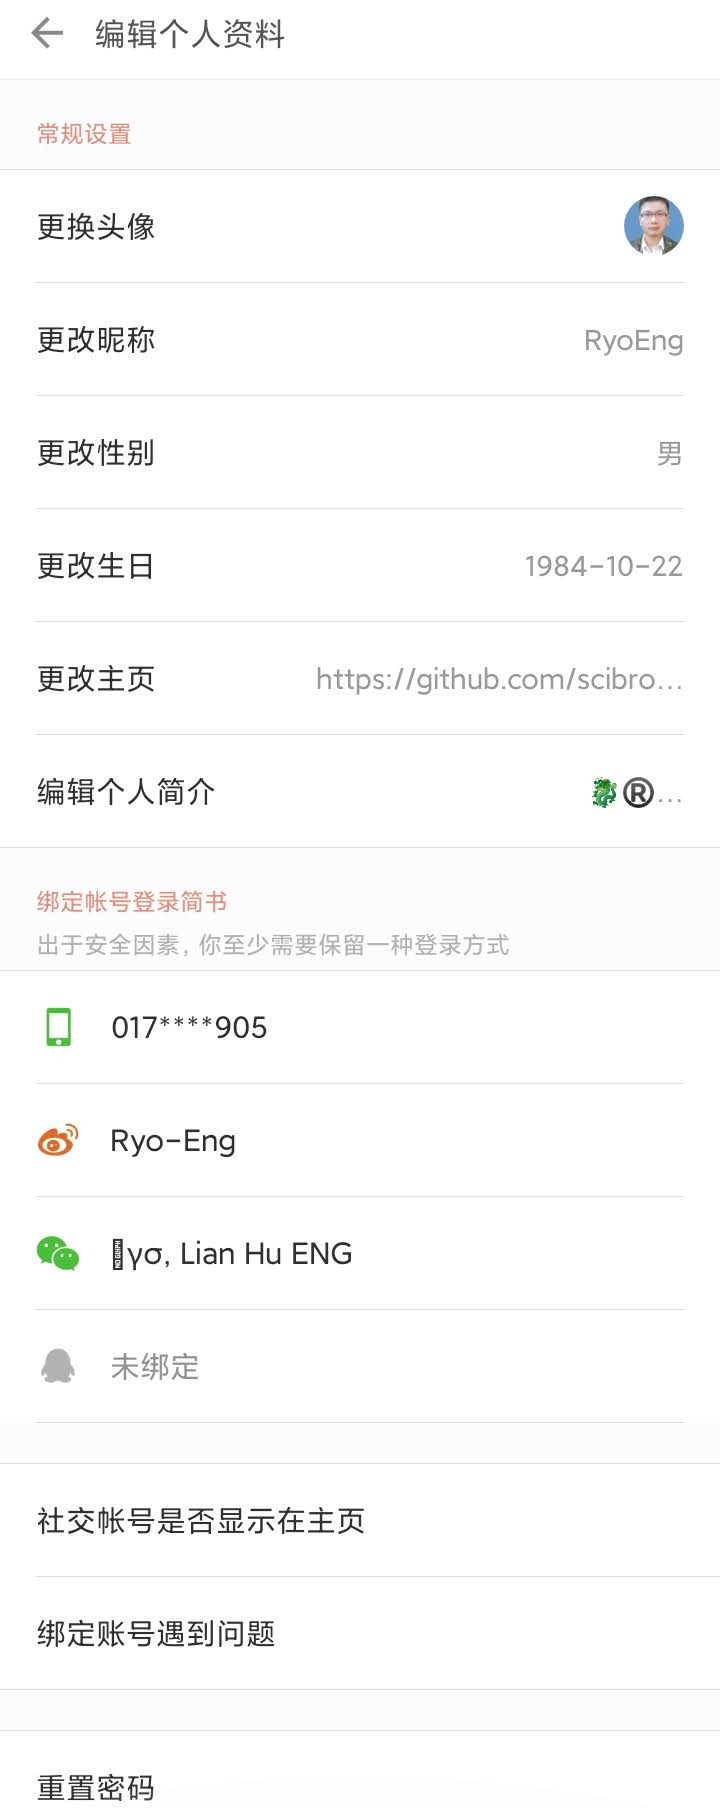 编辑个人资料
常规设置
更换头像
更改昵称 RyoEng
更改性别 男
更改生日 1984-10-22
更改主页 https://github.com/scibro...
编辑个人简介 🐉®...
绑定帐号登录简书
出于安全因素，你至少需要保留一种登录方式
017****905
Ryo-Eng
γσ, Lian Hu ENG
未绑定
社交帐号是否显示在主页
绑定账号遇到问题
重置密码